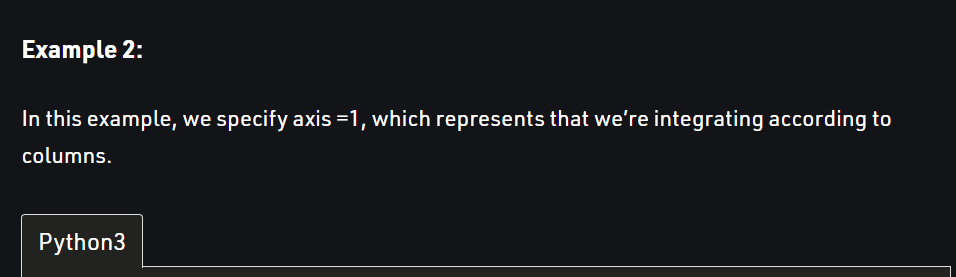 Example 2:
In this example, we specify axis =1, which represents that we're integrating according to
columns.
Python3